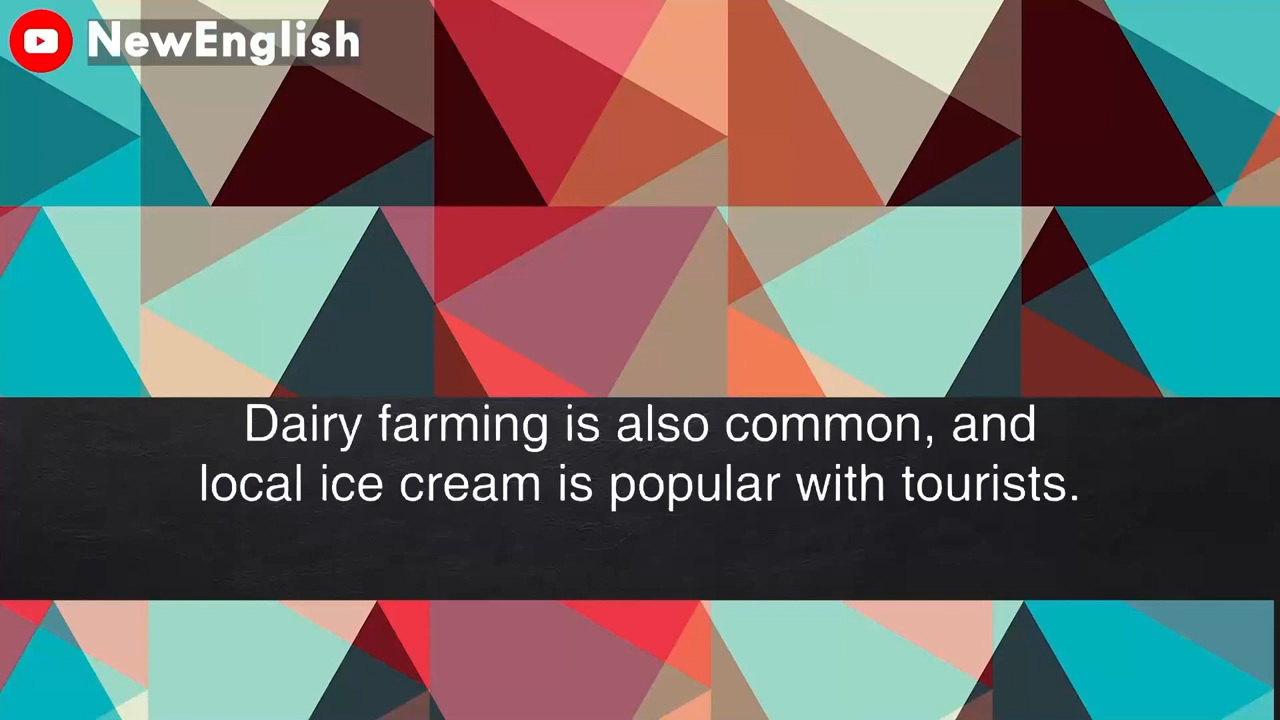 NewEnglish
Dairy farming is also common, and
local ice cream is popular with tourists.